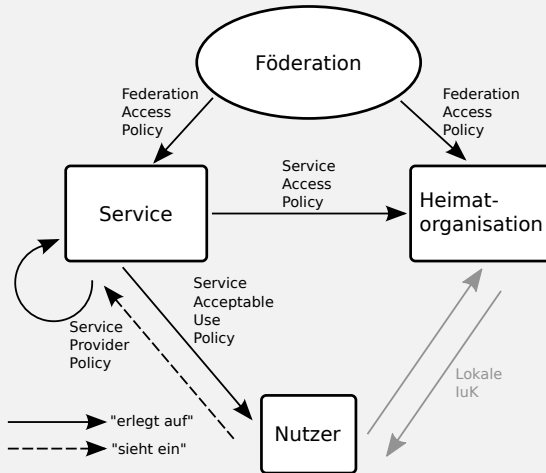 Föderation
Federation
Access
Policy
Federation
Access
Policy
Service
Service
Access
Policy
Heimat-
organisation
Service
Provider
Policy
Service
Acceptable
Use
Policy
Lokale
IuK
"erlegt auf"
"sieht ein"
Nutzer